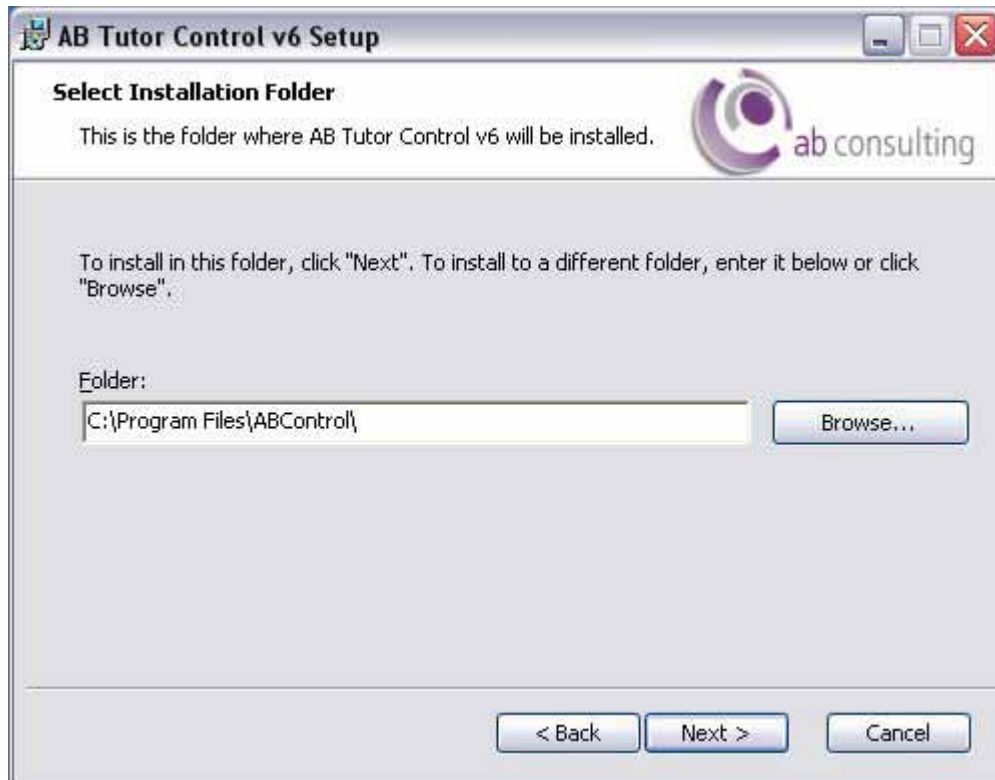 AB Tutor Control v6 Setup
Select Installation Folder
This is the folder where AB Tutor Control v6 will be installed.
ab consulting
To install in this folder, click "Next". To install to a different folder, enter it below or click
"Browse".
Folder:
C:\Program Files\ABControl\
Browse...
< Back
Next >
Cancel